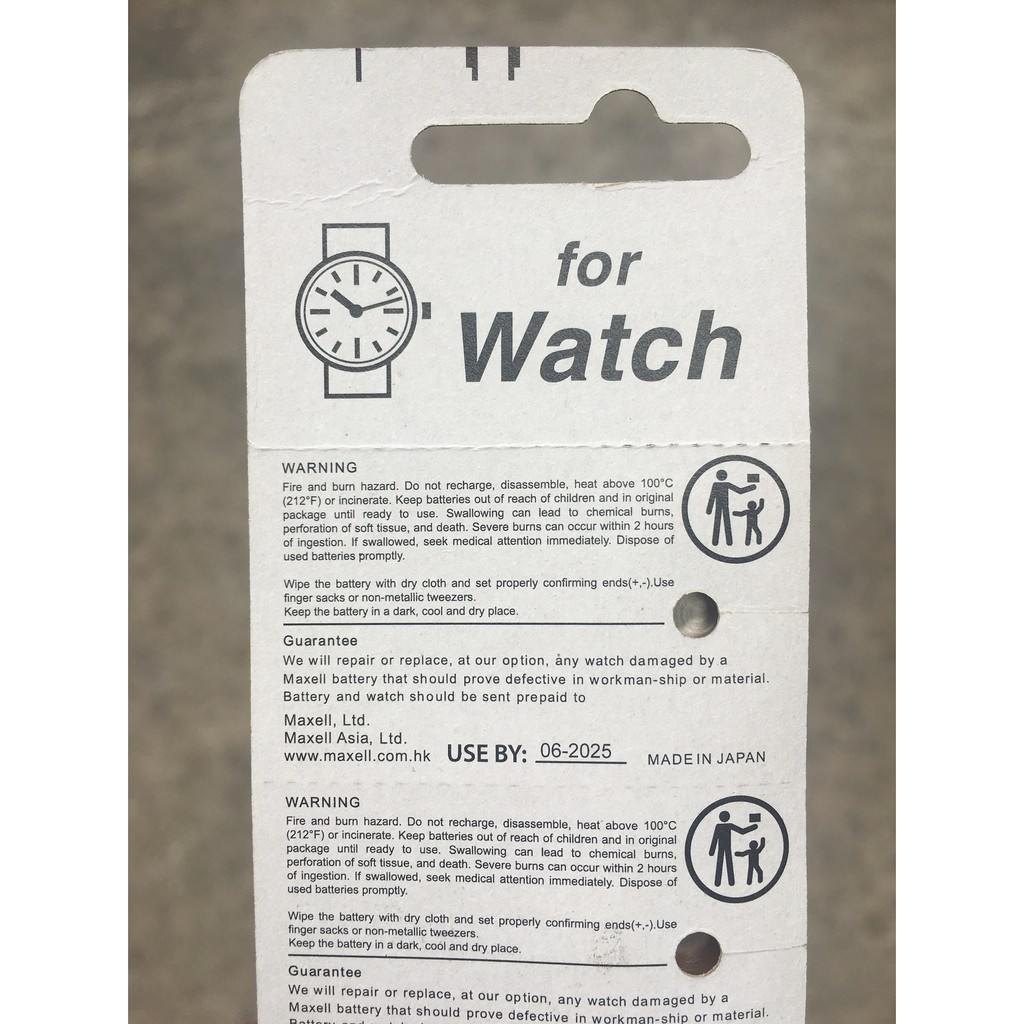 for
Watch
WARNING
Fire and burn hazard. Do not recharge, disassemble, heat above 100°C
(212°F) or incinerate. Keep batteries out of reach of children and in original
package until ready to use. Swallowing can lead to chemical burns,
perforation of soft tissue, and death. Severe burns can occur within 2 hours
of ingestion. If swallowed, seek medical attention immediately. Dispose of
used batteries promptly.
Wipe the battery with dry cloth and set properly confirming ends(+,-).Use
finger sacks or non-metallic tweezers.
Keep the battery in a dark, cool and dry place.
Guarantee
We will repair or replace, at our option, any watch damaged by a
Maxell battery that should prove defective in workman-ship or material.
Battery and watch should be sent prepaid to
Maxell, Ltd.
Maxell Asia, Ltd.
www.maxell.com.hk USE BY: 06-2025 MADE IN JAPAN
WARNING
Fire and burn hazard. Do not recharge, disassemble, heat above 100°C
(212°F) or incinerate. Keep batteries out of reach of children and in original
package until ready to use. Swallowing can lead to chemical burns,
perforation of soft tissue, and death. Severe burns can occur within 2 hours
of ingestion. If swallowed, seek medical attention immediately. Dispose of
used batteries promptly.
Wipe the battery with dry cloth and set properly confirming ends(+,-).Use
finger sacks or non-metallic tweezers.
Keep the battery in a dark, cool and dry place.
Guarantee
We will repair or replace, at our option, any watch damaged by a
Maxell battery that should prove defective in workman-ship or material.